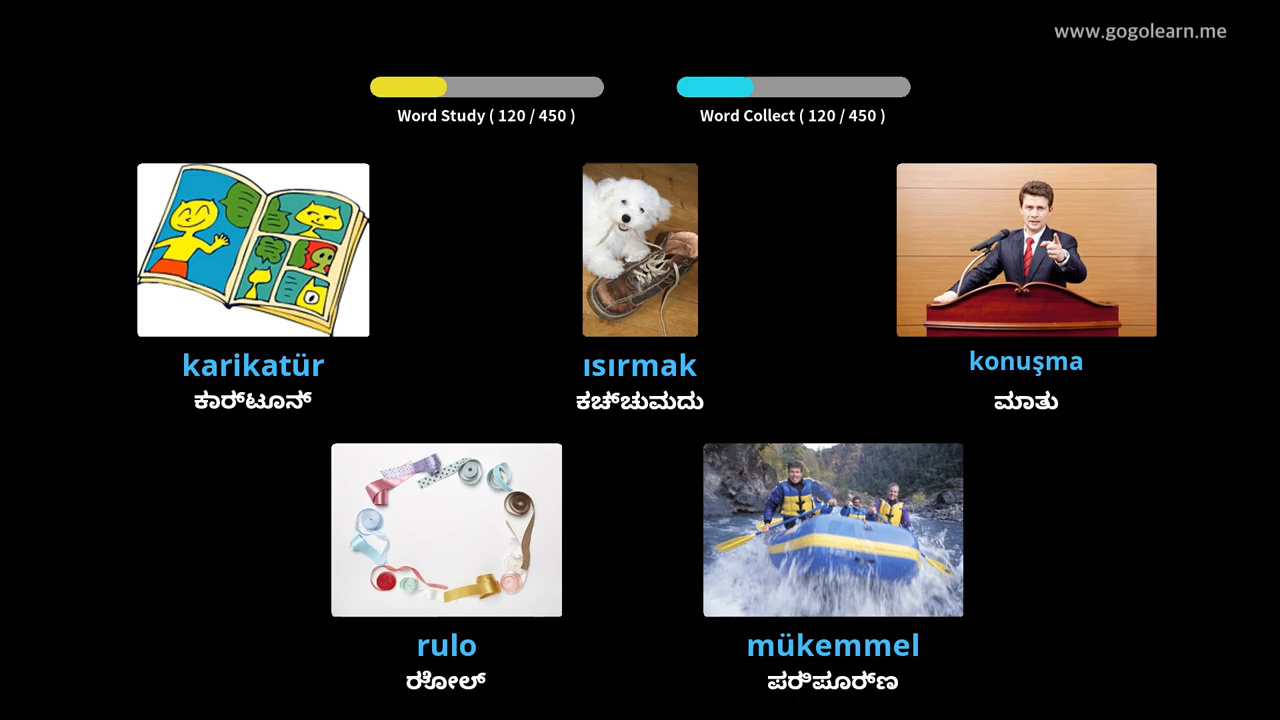 www.gogolearn.me
Word Study ( 120 / 450 )
Word Collect ( 120 / 450 )
karikatür
ಕಾರ್‌ಟೂನ್
ısırmak
ಕಚ್‌ಚುಮದು
konuşma
ಮಾತು
rulo
ರೋಲ್
mükemmel
ಪರಿಪೂರ್‌ಣ